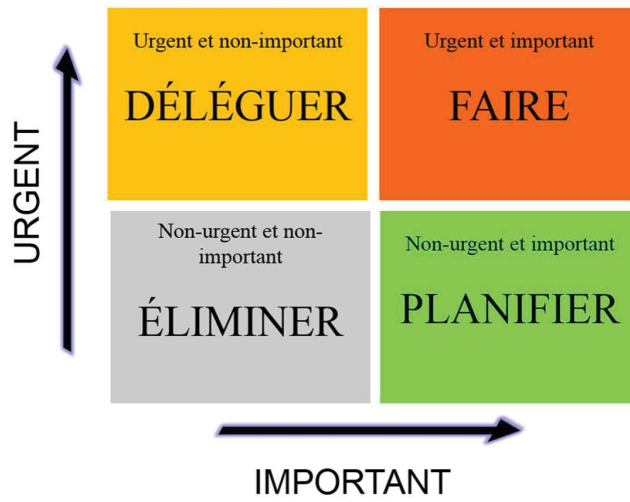 Urgent et non-important
DÉLÉGUER
Urgent et important
FAIRE
URGENT
Non-urgent et non-
important
ÉLIMINER
Non-urgent et important
PLANIFIER
IMPORTANT